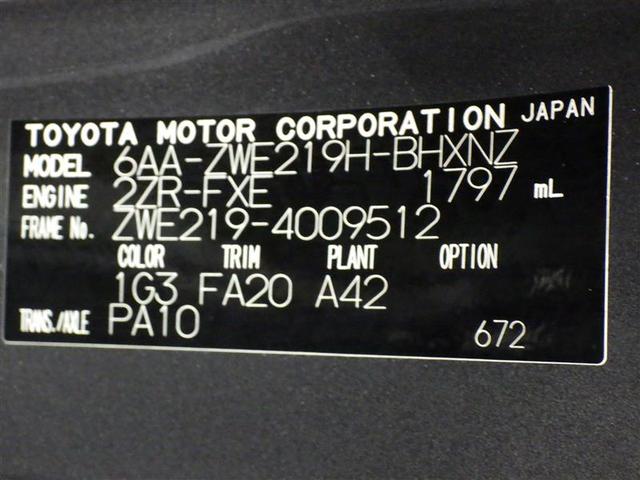 TOYOTA MOTOR CORPORATION JAPAN
MODEL 6AA-ZWE219H-BHXNZ
ENGINE 2ZR-FXE 1797 mL
FRAME No. ZWE219-4009512
COLOR TRIM PLANT OPTION
1G3 FA20 A42
TRANS./AXLE PA10
672